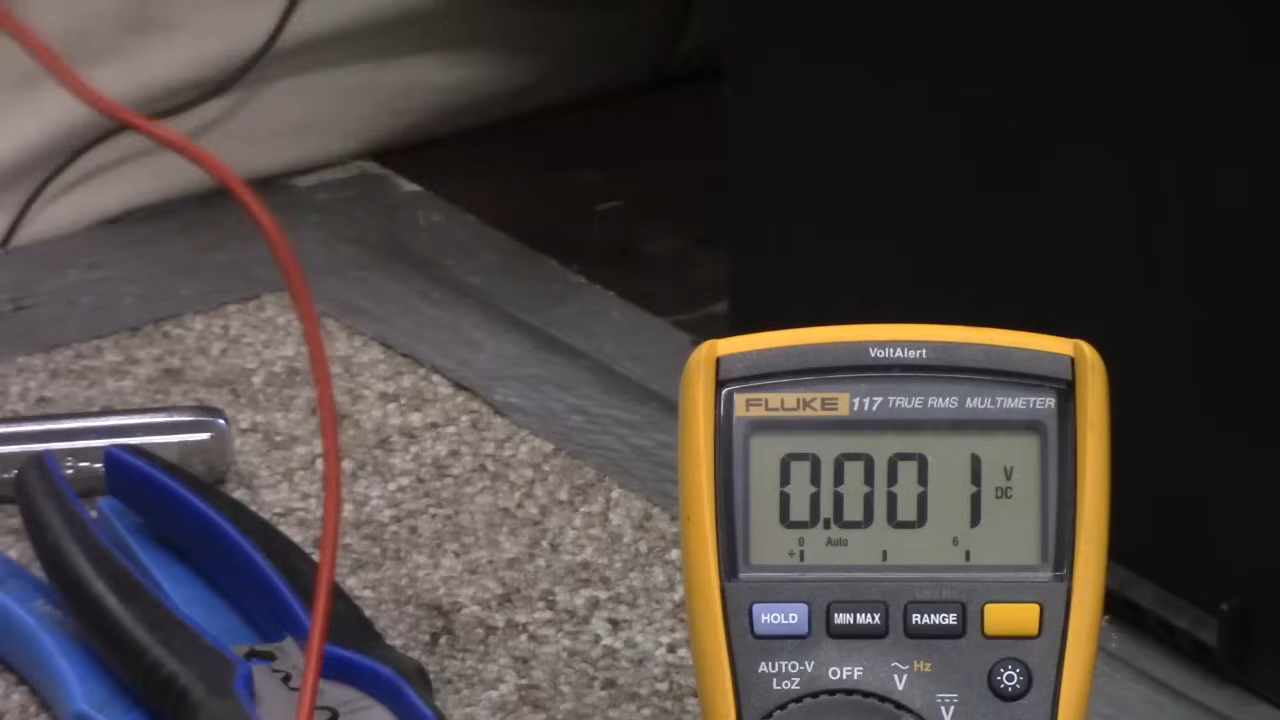 VoltAlert
FLUKE 117 TRUE RMS MULTIMETER
0.001 V DC
0 Auto 6
HOLD MIN MAX RANGE
AUTO-V LoZ OFF V Hz
V